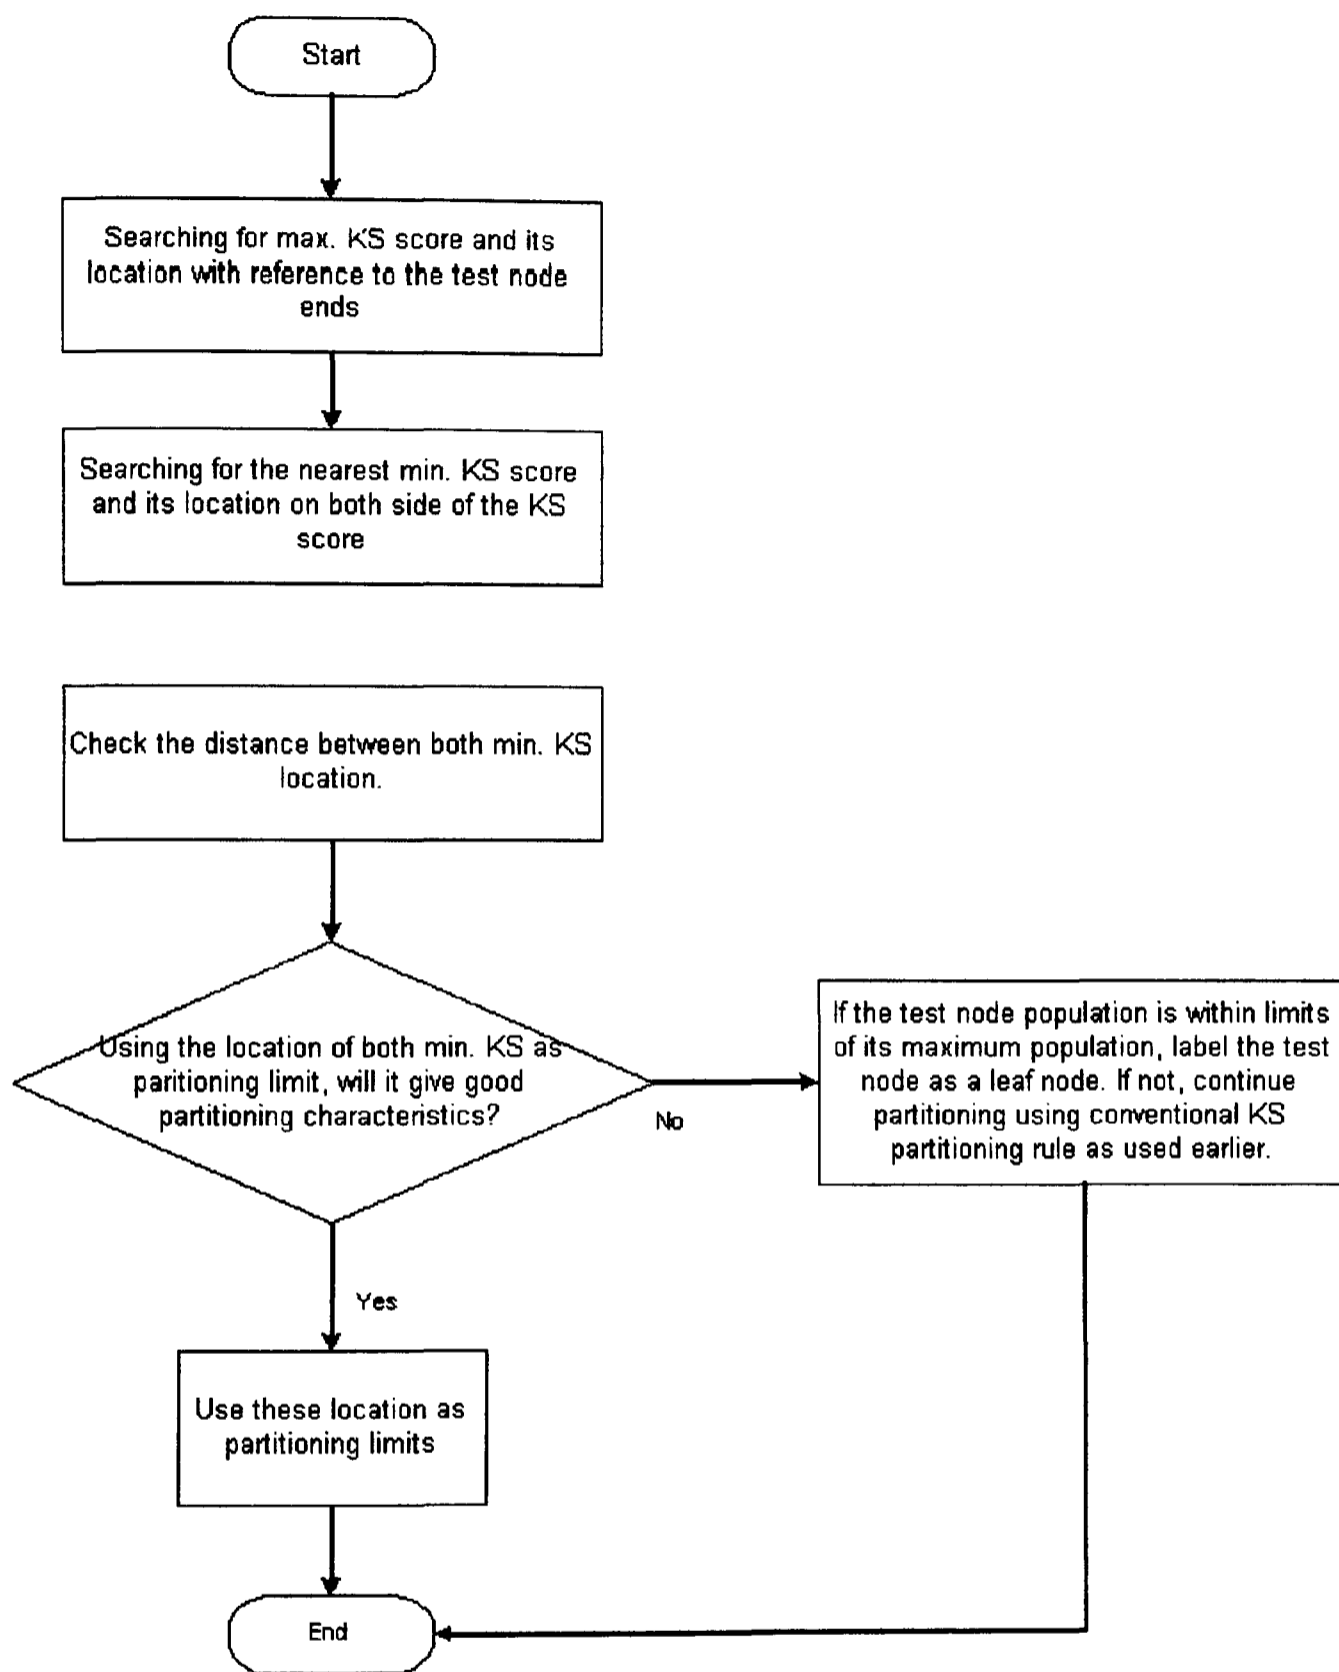 Start
Searching for max. KS score and its
location with reference to the test node
ends
Searching for the nearest min. KS score
and its location on both side of the KS
score
Check the distance between both min. KS
location.
Using the location of both min. KS as
paritioning limit, will it give good
partitioning characteristics?
No
If the test node population is within limits
of its maximum population, label the test
node as a leaf node. If not, continue
partitioning using conventional KS
partitioning rule as used earlier.
Yes
Use these location as
partitioning limits
End